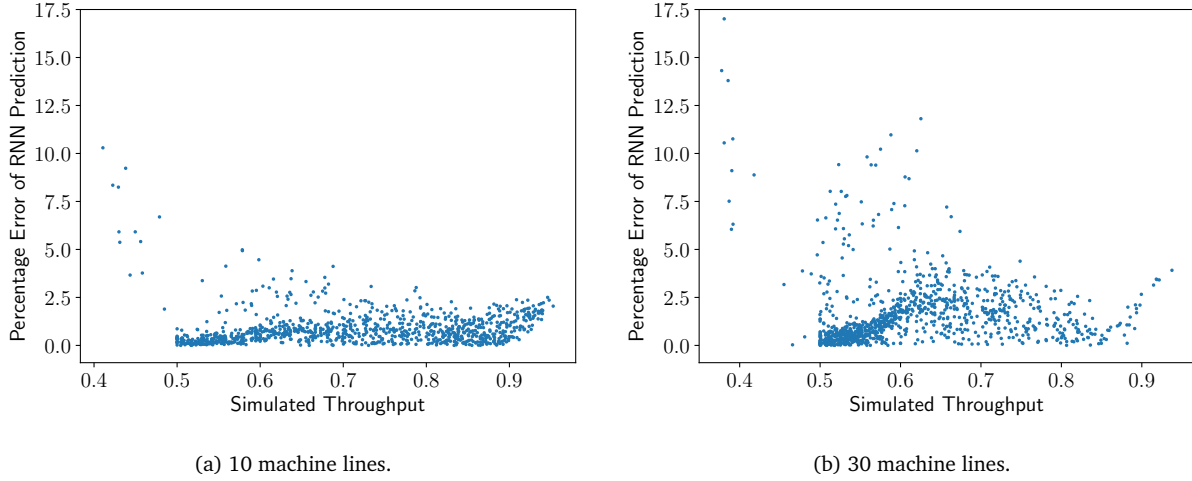 17.5
15.0
12.5
10.0
7.5
5.0
2.5
0.0
Percentage Error of RNN Prediction
0.4 0.5 0.6 0.7 0.8 0.9
Simulated Throughput
(a) 10 machine lines.
17.5
15.0
12.5
10.0
7.5
5.0
2.5
0.0
Percentage Error of RNN Prediction
0.4 0.5 0.6 0.7 0.8 0.9
Simulated Throughput
(b) 30 machine lines.